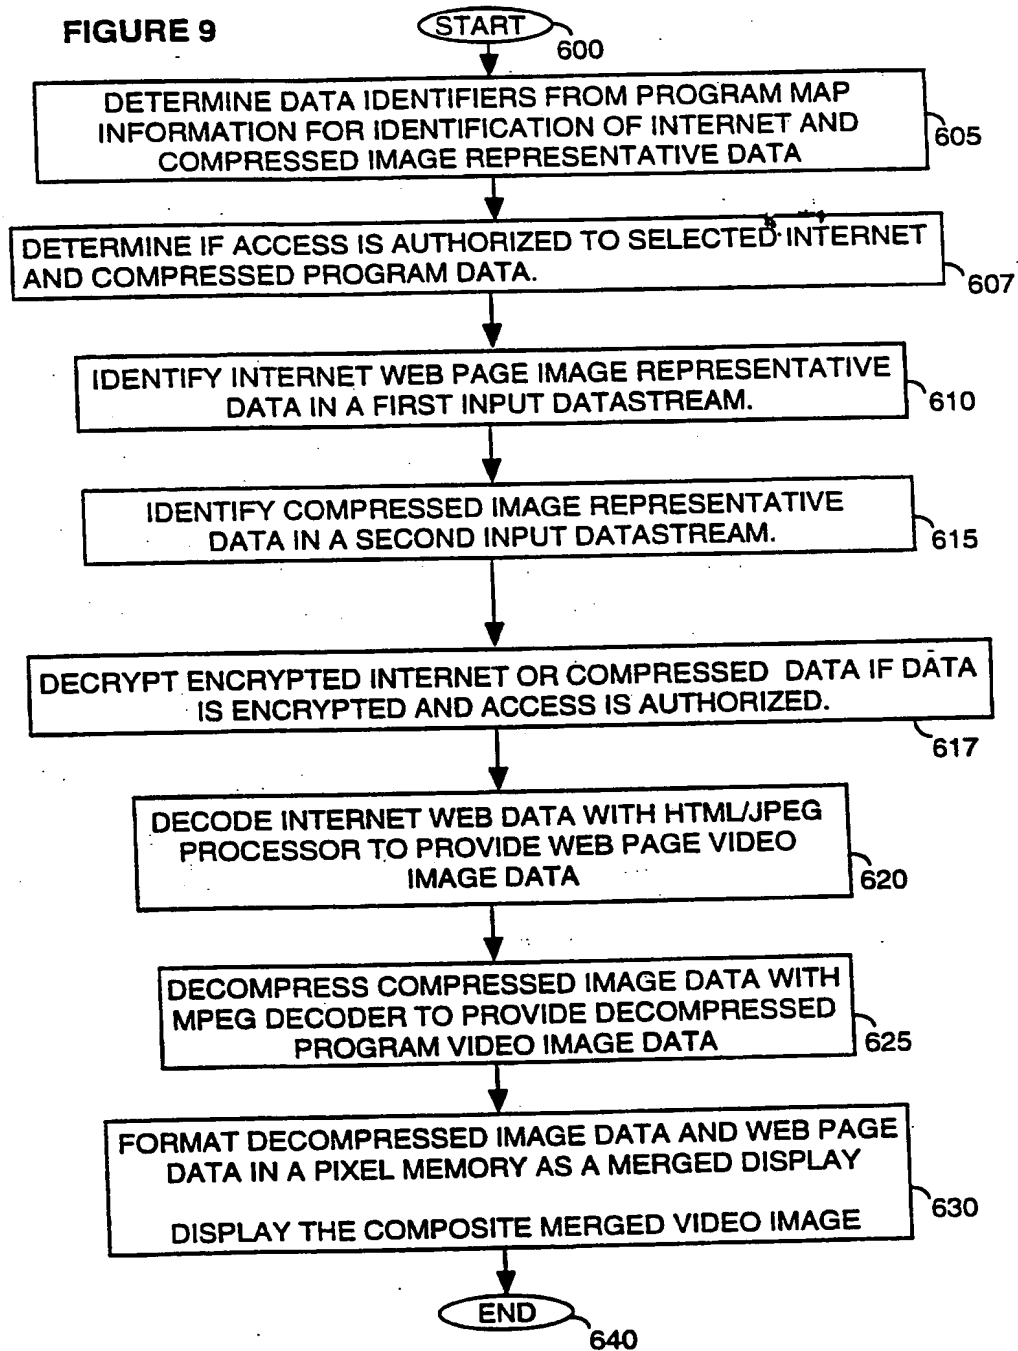 FIGURE 9
START
600
DETERMINE DATA IDENTIFIERS FROM PROGRAM MAP
INFORMATION FOR IDENTIFICATION OF INTERNET AND
COMPRESSED IMAGE REPRESENTATIVE DATA
605
DETERMINE IF ACCESS IS AUTHORIZED TO SELECTED INTERNET
AND COMPRESSED PROGRAM DATA.
607
IDENTIFY INTERNET WEB PAGE IMAGE REPRESENTATIVE
DATA IN A FIRST INPUT DATASTREAM.
610
IDENTIFY COMPRESSED IMAGE REPRESENTATIVE
DATA IN A SECOND INPUT DATASTREAM.
615
DECRYPT ENCRYPTED INTERNET OR COMPRESSED DATA IF DATA
IS ENCRYPTED AND ACCESS IS AUTHORIZED.
617
DECODE INTERNET WEB DATA WITH HTML/JPEG
PROCESSOR TO PROVIDE WEB PAGE VIDEO
IMAGE DATA
620
DECOMPRESS COMPRESSED IMAGE DATA WITH
MPEG DECODER TO PROVIDE DECOMPRESSED
PROGRAM VIDEO IMAGE DATA
625
FORMAT DECOMPRESSED IMAGE DATA AND WEB PAGE
DATA IN A PIXEL MEMORY AS A MERGED DISPLAY
DISPLAY THE COMPOSITE MERGED VIDEO IMAGE
630
END
640